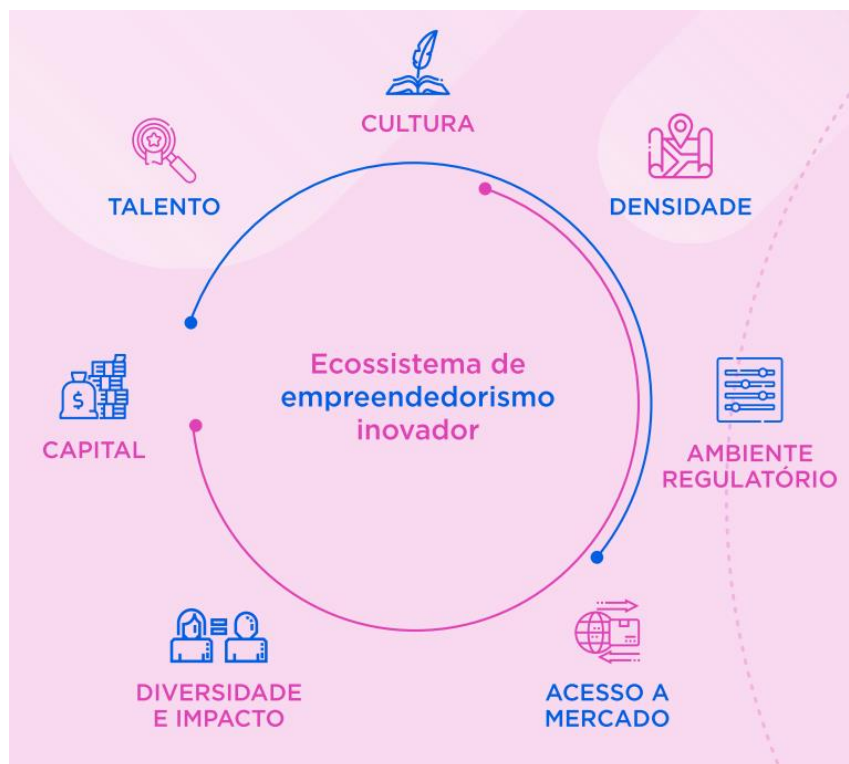 CULTURA
TALENTO
DENSIDADE
Ecossistema de
empreendedorismo
inovador
CAPITAL
$
AMBIENTE
REGULATÓRIO
DIVERSIDADE
E IMPACTO
ACESSO A
MERCADO